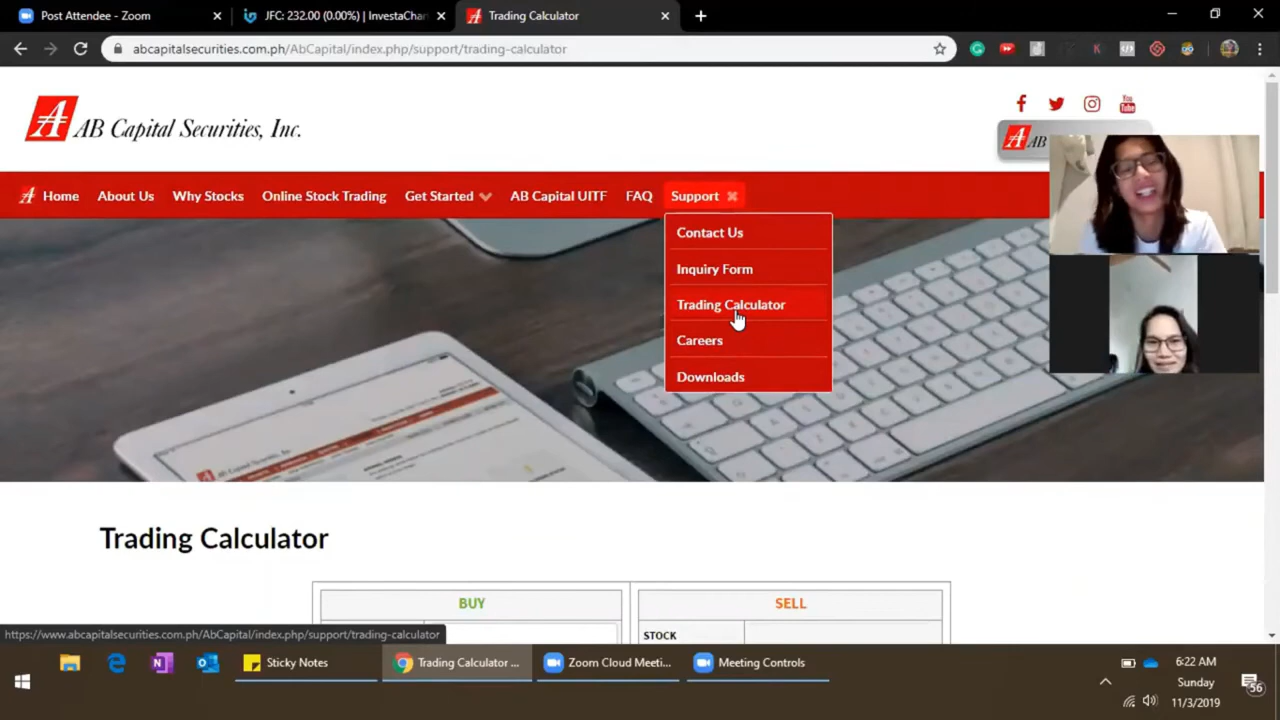 Post Attendee - Zoom
JFC: 232.00 (0.00%) | InvestaChar
Trading Calculator
abcapitalsecurities.com.ph/AbCapital/index.php/support/trading-calculator
AB Capital Securities, Inc.
AB
Home About Us Why Stocks Online Stock Trading Get Started AB Capital UITF FAQ Support
Contact Us
Inquiry Form
Trading Calculator
Careers
Downloads
Trading Calculator
BUY SELL
STOCK
https://www.abcapitalsecurities.com.ph/AbCapital/index.php/support/trading-calculator
Sticky Notes
Trading Calculator ...
Zoom Cloud Meeti...
Meeting Controls
6:22 AM
Sunday
11/3/2019
56